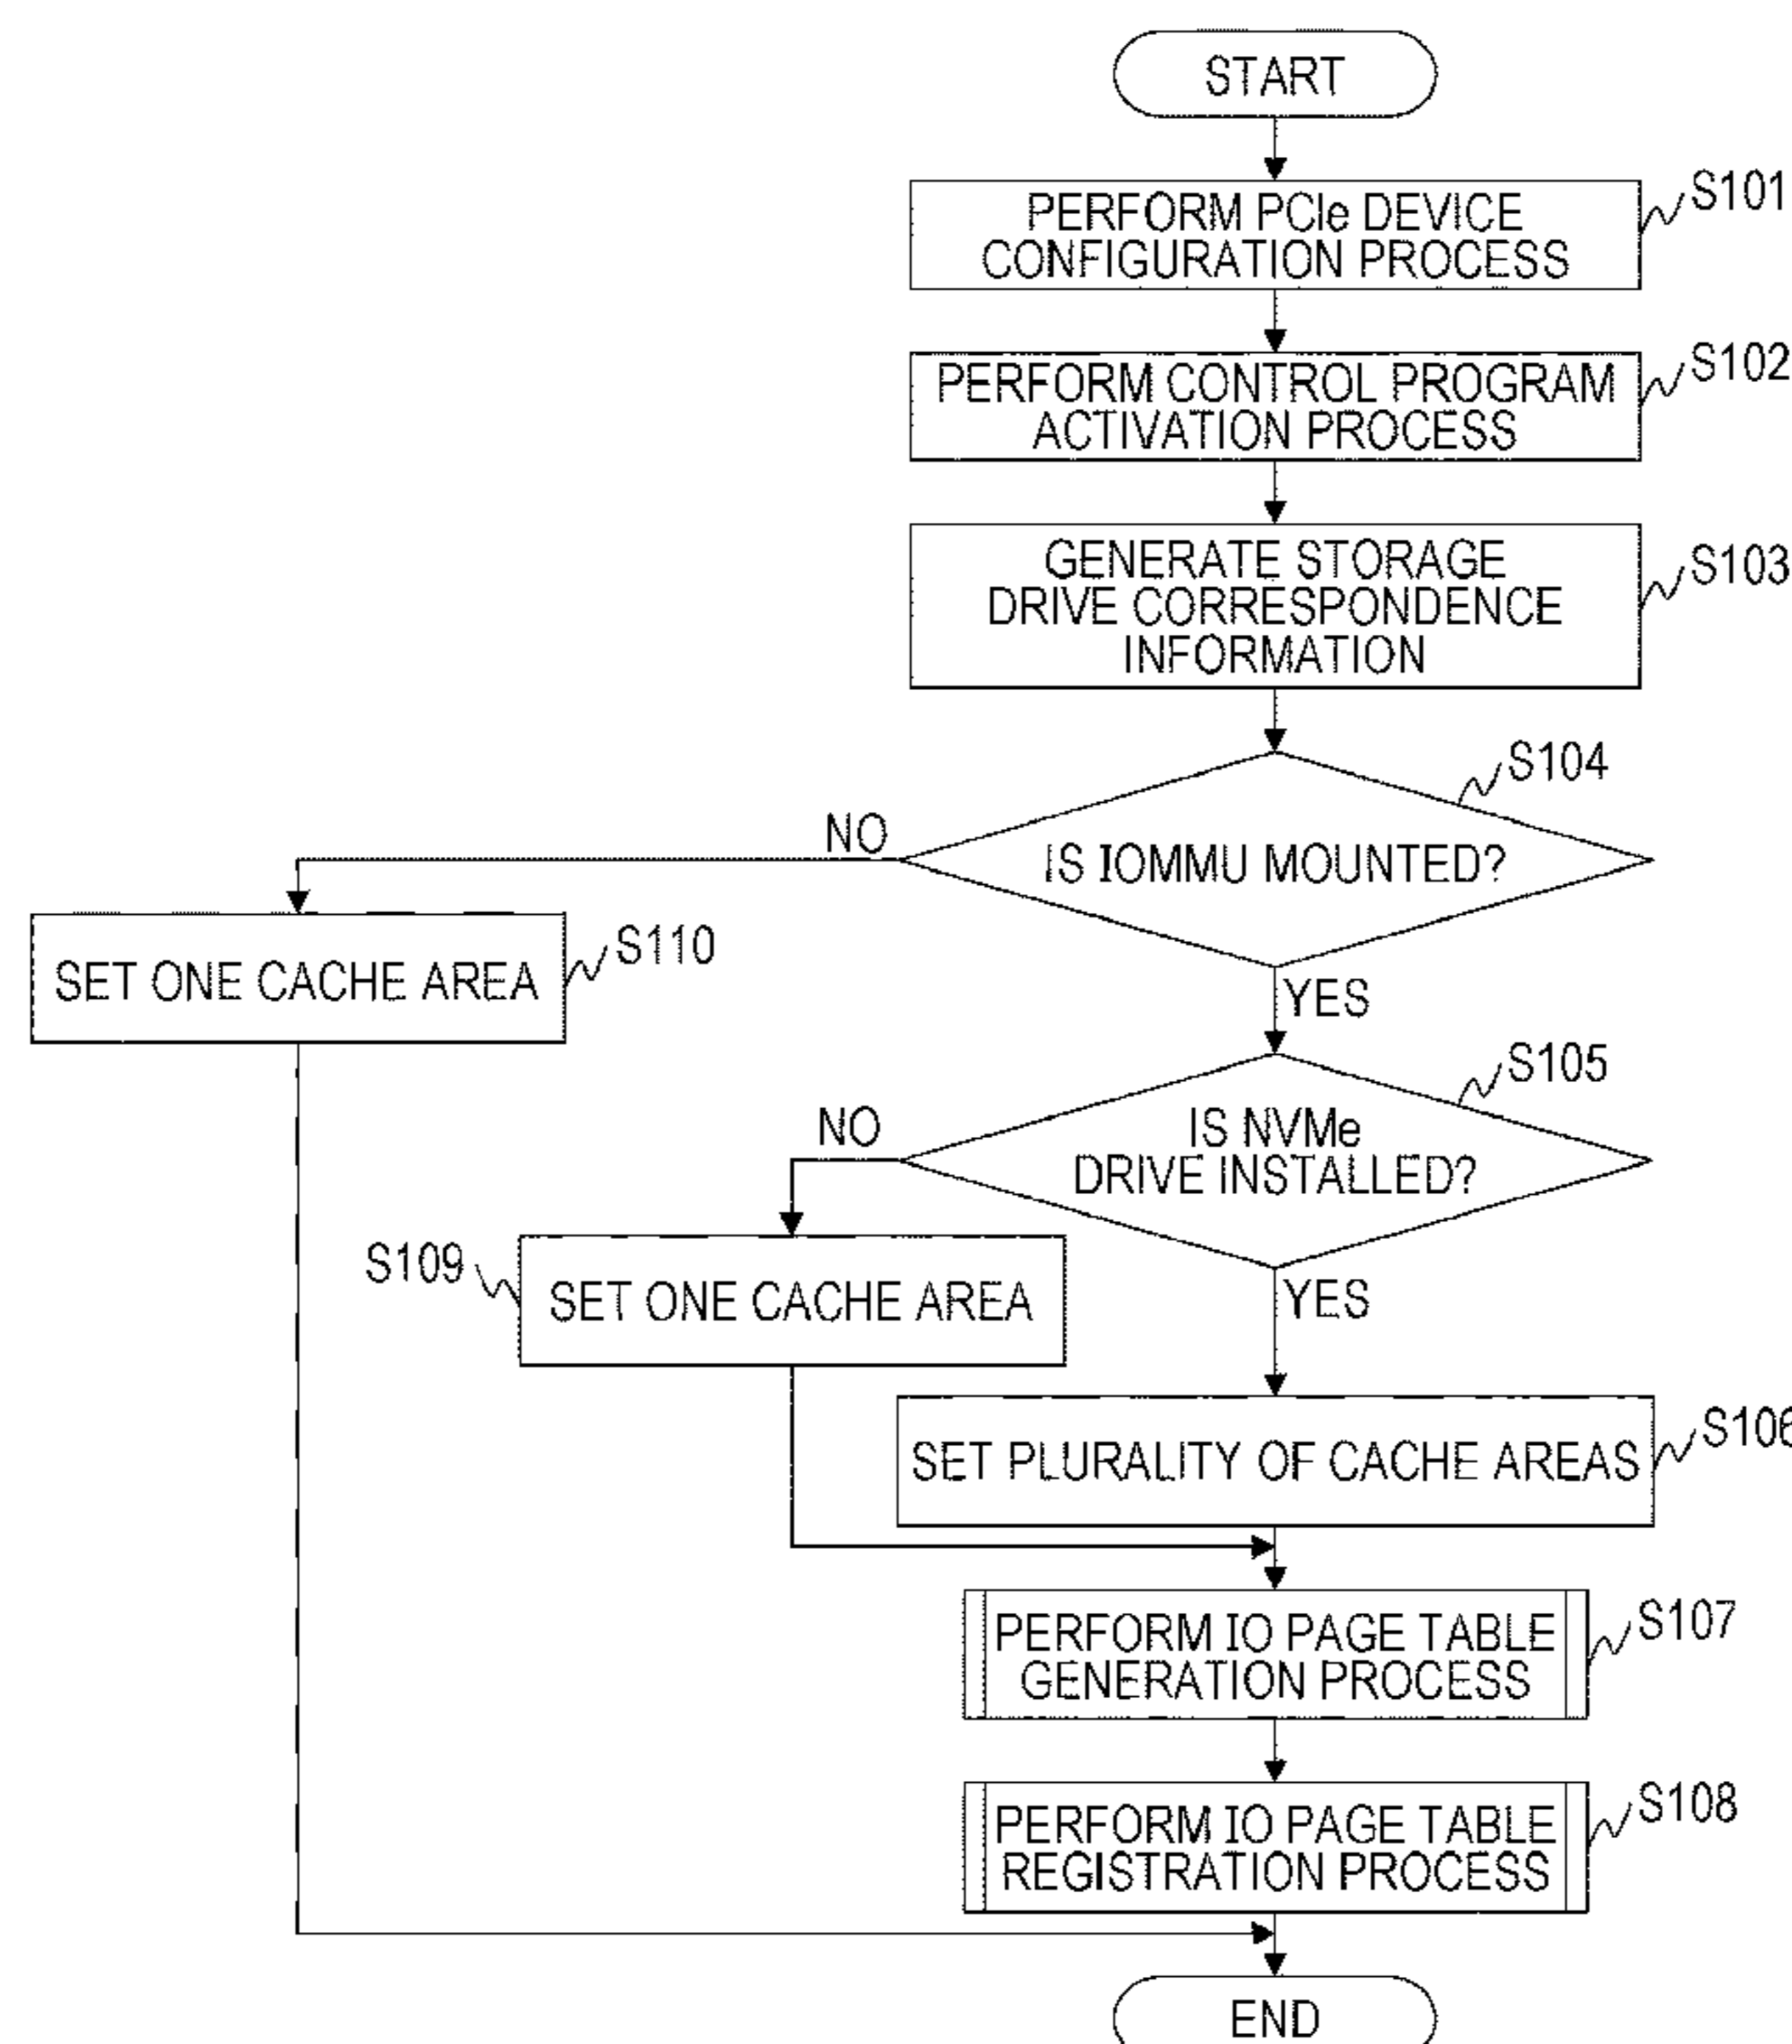 START
PERFORM PCIe DEVICE
CONFIGURATION PROCESS
S101
PERFORM CONTROL PROGRAM
ACTIVATION PROCESS
S102
GENERATE STORAGE
DRIVE CORRESPONDENCE
INFORMATION
S103
S104
NO
IS IOMMU MOUNTED?
SET ONE CACHE AREA
S110
YES
S105
NO
IS NVMe
DRIVE INSTALLED?
S109
SET ONE CACHE AREA
YES
SET PLURALITY OF CACHE AREAS
S106
PERFORM IO PAGE TABLE
GENERATION PROCESS
S107
PERFORM IO PAGE TABLE
REGISTRATION PROCESS
S108
END